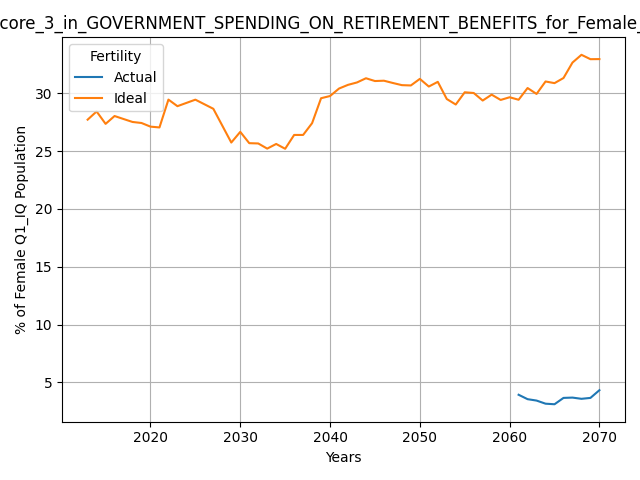 core_3_in_GOVERNMENT_SPENDING_ON_RETIREMENT_BENEFITS_for_Female_
Fertility
Actual
Ideal
% of Female Q1_IQ Population
30
25
20
15
10
5
2020 2030 2040 2050 2060 2070
Years